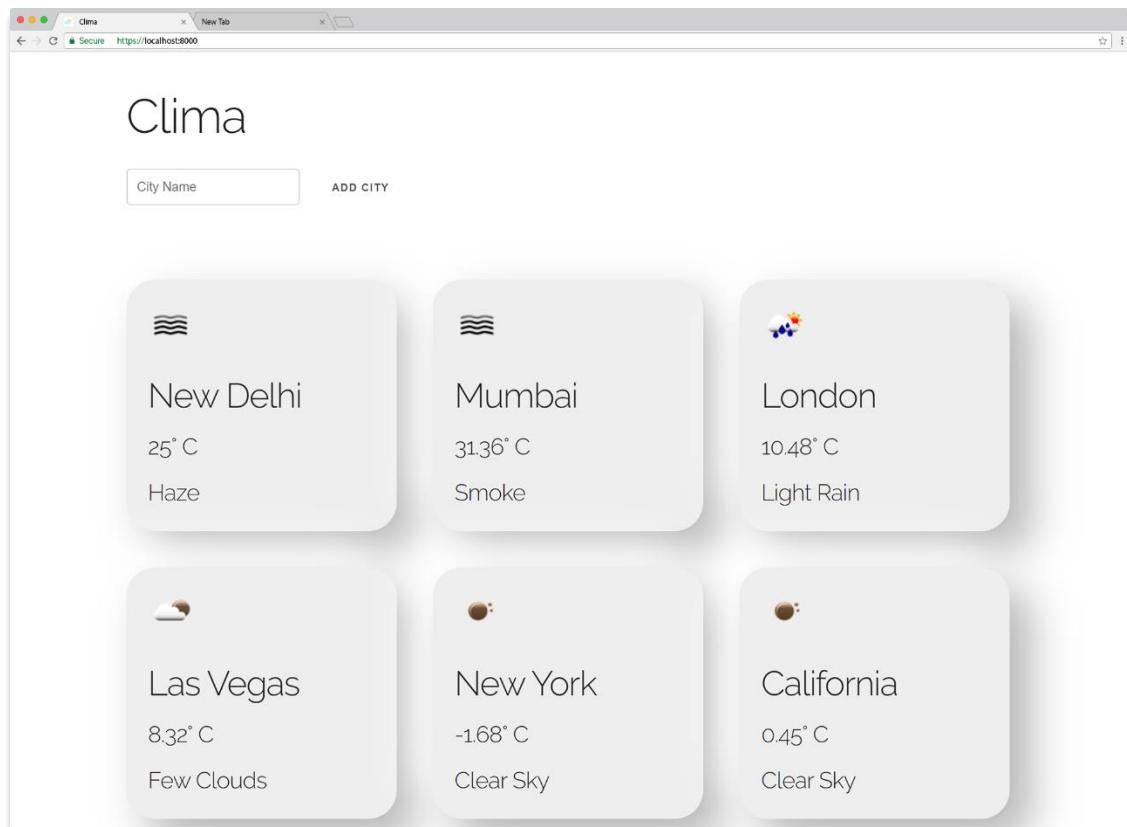 Clima
New Tab
Secure https://localhost:8000
Clima
City Name
ADD CITY
New Delhi
25° C
Haze
Mumbai
31.36° C
Smoke
London
10.48° C
Light Rain
Las Vegas
8.32° C
Few Clouds
New York
-1.68° C
Clear Sky
California
0.45° C
Clear Sky